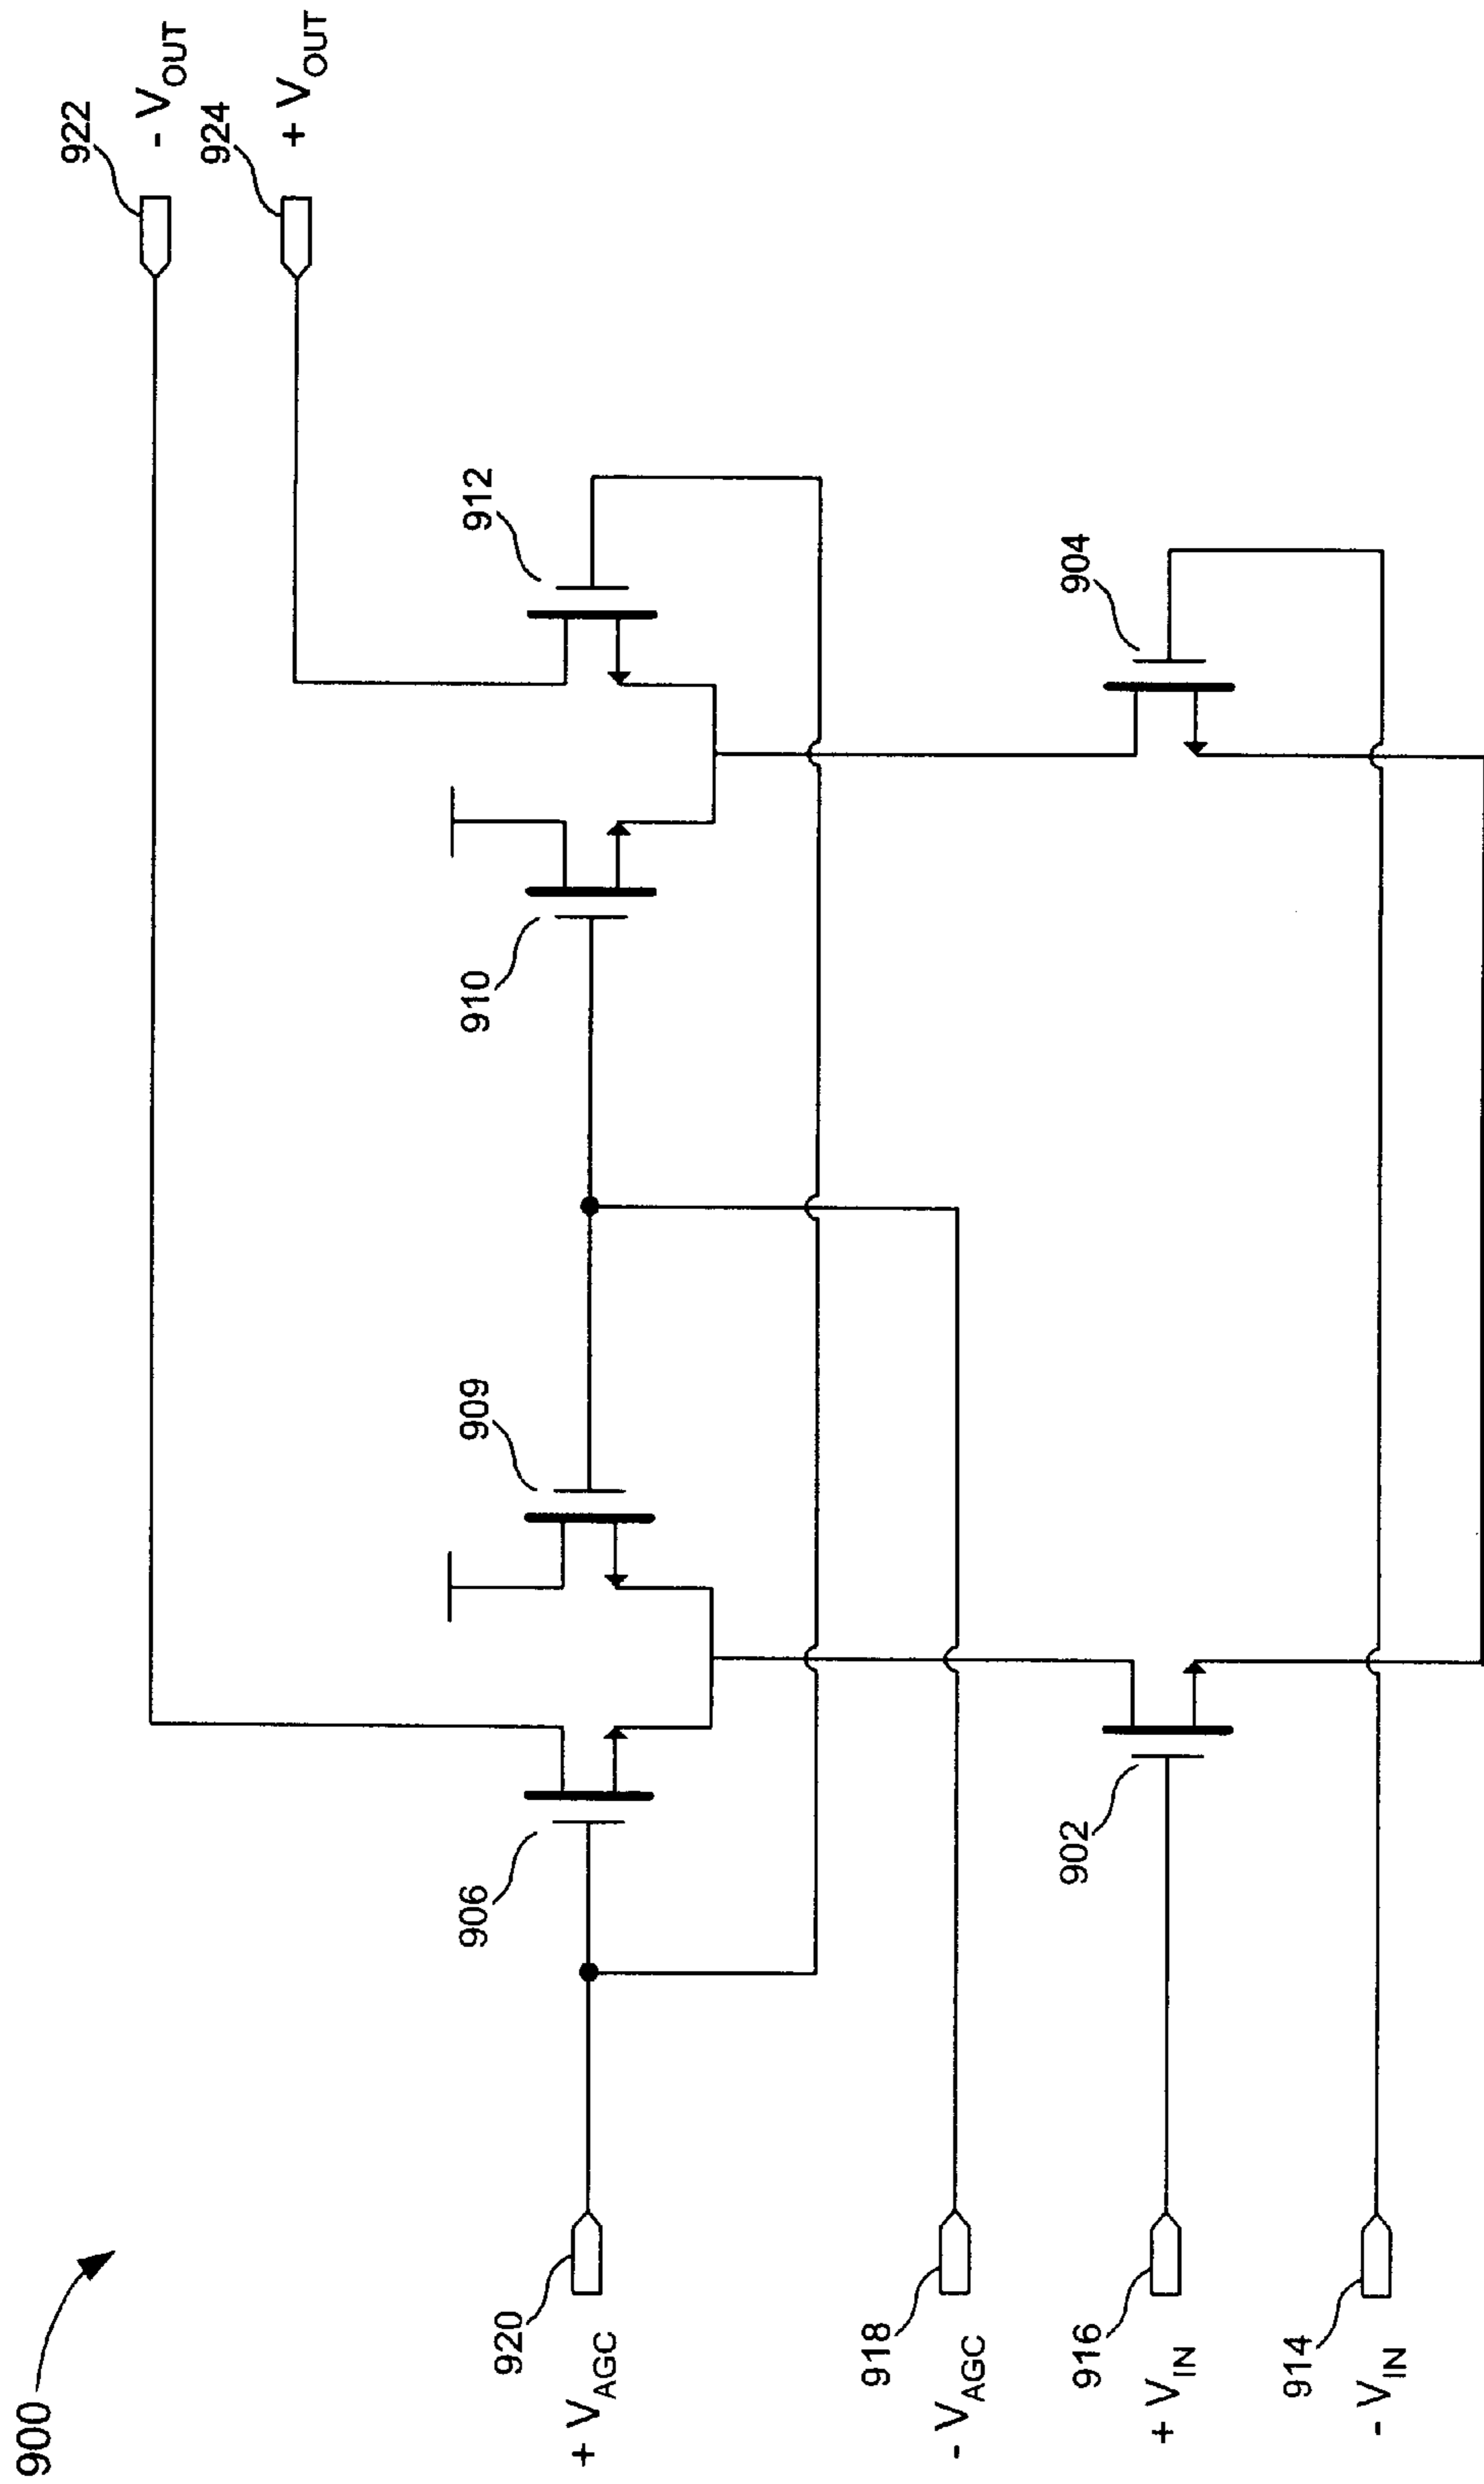 900
922
- V_OUT
924
+ V_OUT
906
909
910
912
920
+ V_AGC
918
- V_AGC
902
904
916
+ V_IN
914
- V_IN